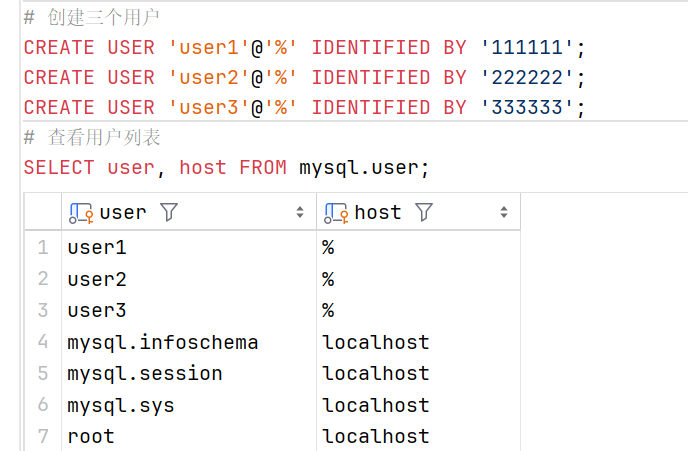 # 创建三个用户
CREATE USER 'user1'@'%' IDENTIFIED BY '111111';
CREATE USER 'user2'@'%' IDENTIFIED BY '222222';
CREATE USER 'user3'@'%' IDENTIFIED BY '333333';
# 查看用户列表
SELECT user, host FROM mysql.user;
user host
1 user1 %
2 user2 %
3 user3 %
4 mysql.infoschema localhost
5 mysql.session localhost
6 mysql.sys localhost
7 root localhost